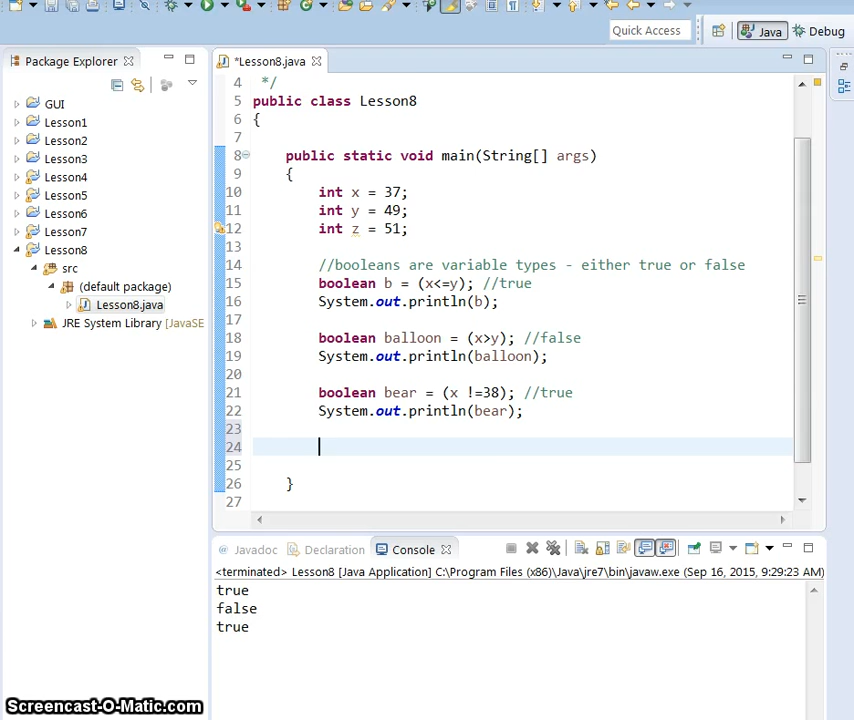 Quick Access
Java
Debug
Package Explorer
GUI
Lesson1
Lesson2
Lesson3
Lesson4
Lesson5
Lesson6
Lesson7
Lesson8
src
(default package)
Lesson8.java
JRE System Library [JavaSE
*Lesson8.java
4 */
5 public class Lesson8
6 {
7
8 public static void main(String[] args)
9 {
10 int x = 37;
11 int y = 49;
12 int z = 51;
13
14 //booleans are variable types - either true or false
15 boolean b = (x<=y); //true
16 System.out.println(b);
17
18 boolean balloon = (x>y); //false
19 System.out.println(balloon);
20
21 boolean bear = (x !=38); //true
22 System.out.println(bear);
23
24
25
26 }
27
@ Javadoc Declaration Console
<terminated> Lesson8 [Java Application] C:\Program Files (x86)\Java\jre7\bin\javaw.exe (Sep 16, 2015, 9:29:23 AM)
true
false
true
Screencast-O-Matic.com